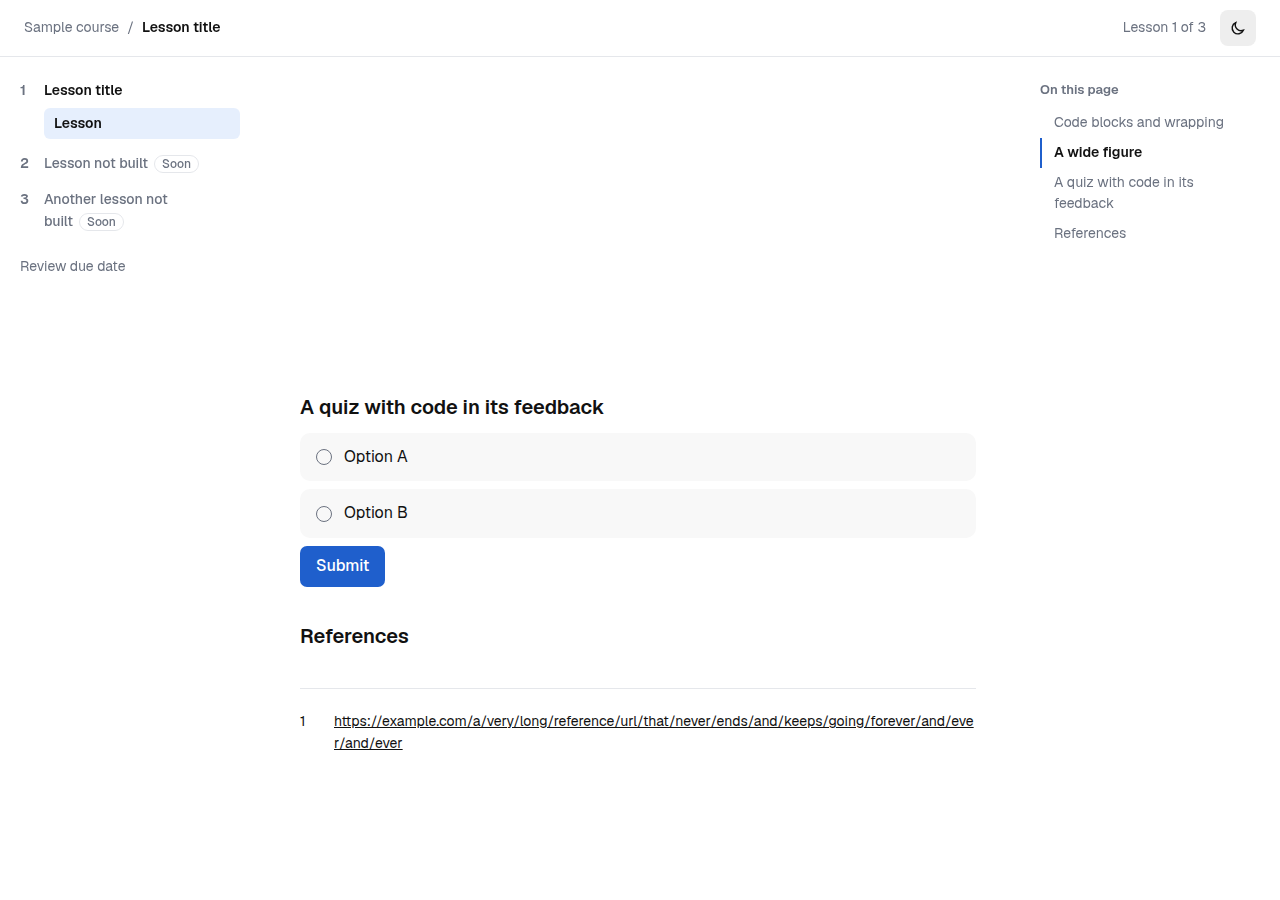 Sample course / Lesson title
Lesson 1 of 3
1 Lesson title
Lesson
2 Lesson not built Soon
3 Another lesson not
built Soon
Review due date
On this page
Code blocks and wrapping
A wide figure
A quiz with code in its
feedback
References
A quiz with code in its feedback
Option A
Option B
Submit
References
1 https://example.com/a/very/long/reference/url/that/never/ends/and/keeps/going/forever/and/eve
r/and/ever